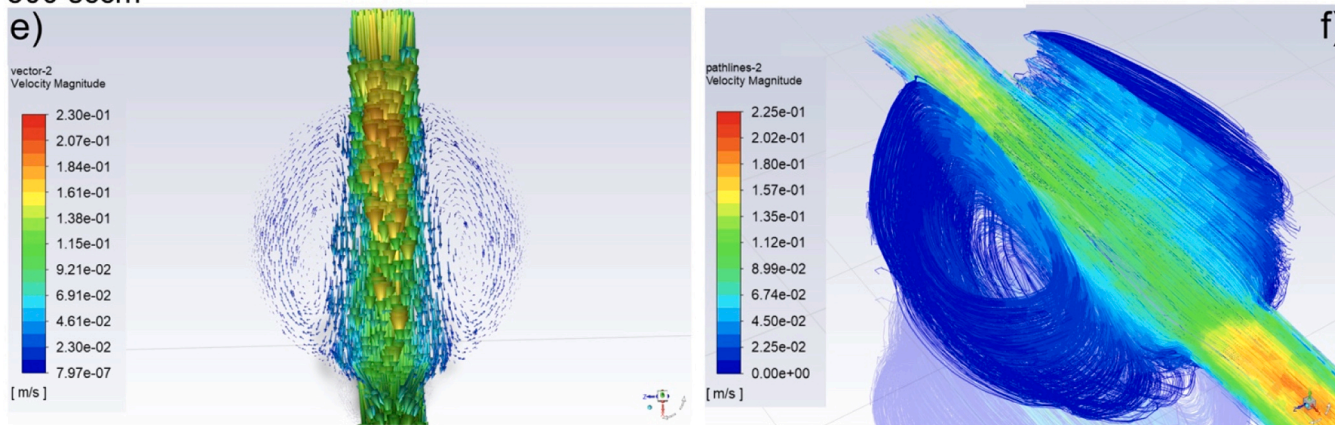 e)
vector-2
Velocity Magnitude
2.30e-01
2.07e-01
1.84e-01
1.61e-01
1.38e-01
1.15e-01
9.21e-02
6.91e-02
4.61e-02
2.30e-02
7.97e-07
[ m/s ]
f)
pathlines-2
Velocity Magnitude
2.25e-01
2.02e-01
1.80e-01
1.57e-01
1.35e-01
1.12e-01
8.99e-02
6.74e-02
4.50e-02
2.25e-02
0.00e+00
[ m/s ]